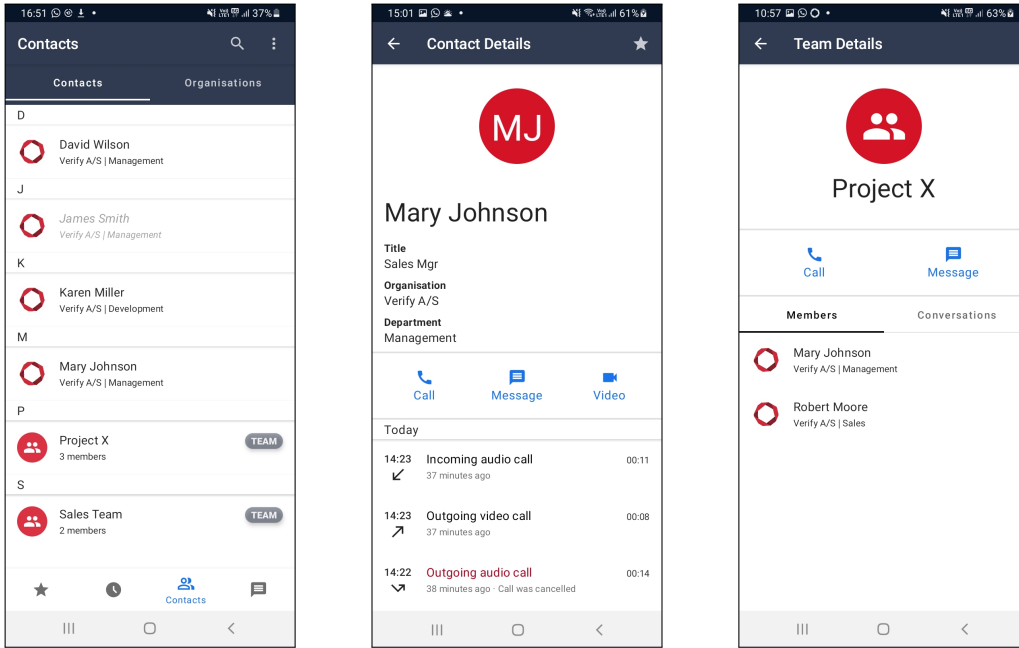 16:51
37%
Contacts
Contacts
Organisations
D
David Wilson
Verify A/S | Management
J
James Smith
Verify A/S | Management
K
Karen Miller
Verify A/S | Development
M
Mary Johnson
Verify A/S | Management
P
Project X
TEAM
3 members
S
Sales Team
TEAM
2 members
Contacts
15:01
61%
Contact Details
MJ
Mary Johnson
Title
Sales Mgr
Organisation
Verify A/S
Department
Management
Call
Message
Video
Today
14:23
Incoming audio call
00:11
37 minutes ago
14:23
Outgoing video call
00:08
37 minutes ago
14:22
Outgoing audio call
00:14
38 minutes ago · Call was cancelled
10:57
63%
Team Details
Project X
Call
Message
Members
Conversations
Mary Johnson
Verify A/S | Management
Robert Moore
Verify A/S | Sales